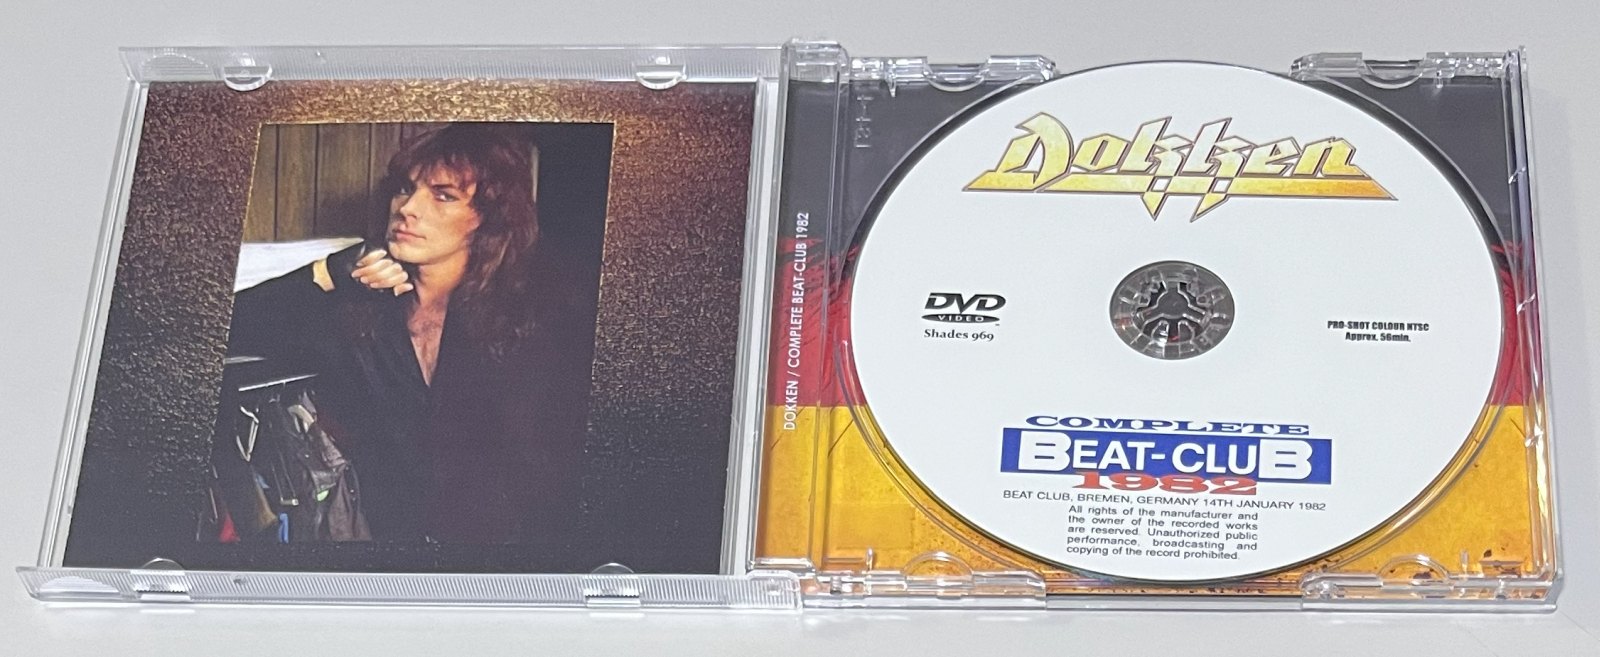 DOKKEN / COMPLETE BEAT-CLUB 1982
Dokken
DVD
VIDEO
Shades 969
PRO-SHOT COLOUR NTSC
Approx. 56min.
COMPLETE
BEAT-CLUB
1982
BEAT CLUB, BREMEN, GERMANY 14TH JANUARY 1982
All rights of the manufacturer and
the owner of the recorded works
are reserved. Unauthorized public
performance, broadcasting and
copying of the record prohibited.